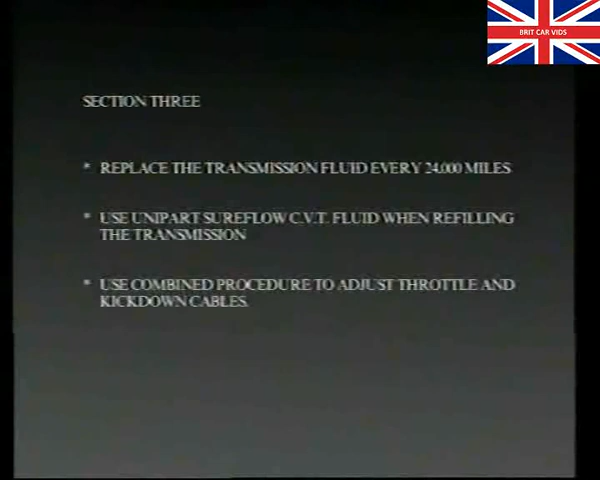 BRIT CAR VIDS
SECTION THREE
* REPLACE THE TRANSMISSION FLUID EVERY 24,000 MILES
* USE UNIPART SUREFLOW C.V.T. FLUID WHEN REFILLING
THE TRANSMISSION
* USE COMBINED PROCEDURE TO ADJUST THROTTLE AND
KICKDOWN CABLES.